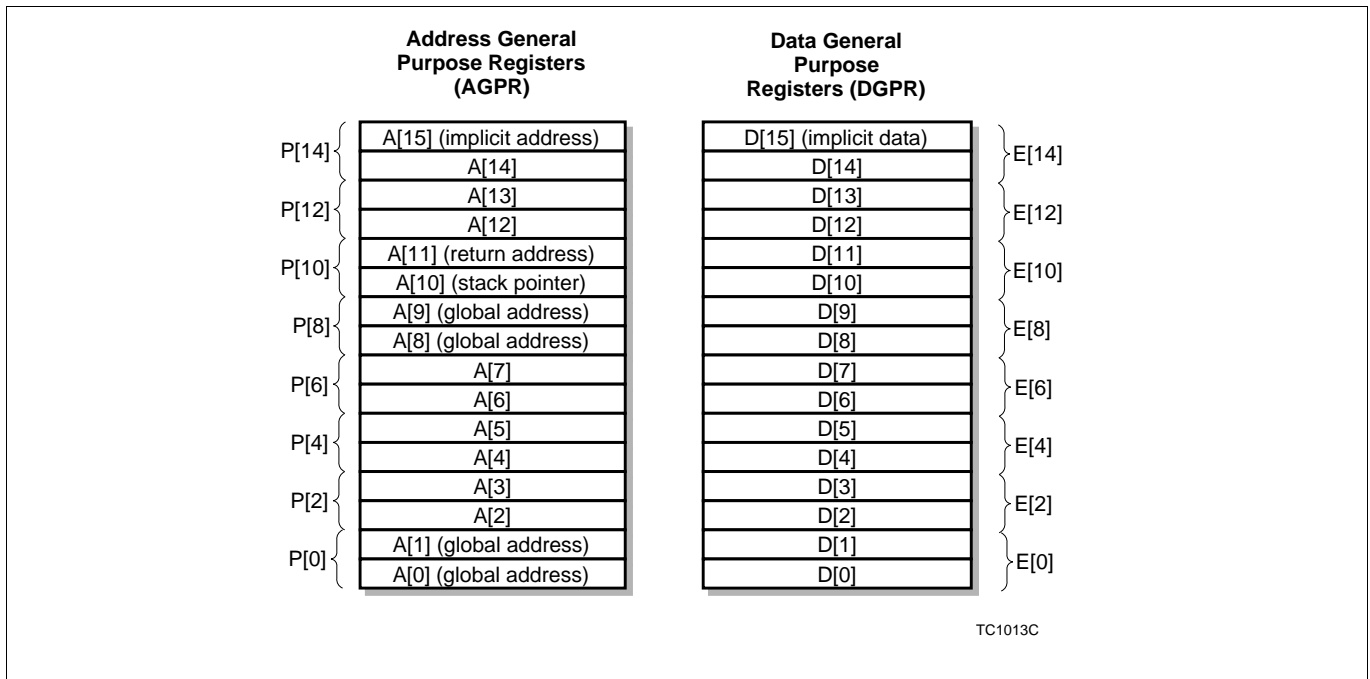 Address General
Purpose Registers
(AGPR)
Data General
Purpose
Registers (DGPR)
P[14]
A[15] (implicit address)
A[14]
P[12]
A[13]
A[12]
P[10]
A[11] (return address)
A[10] (stack pointer)
P[8]
A[9] (global address)
A[8] (global address)
P[6]
A[7]
A[6]
P[4]
A[5]
A[4]
P[2]
A[3]
A[2]
P[0]
A[1] (global address)
A[0] (global address)
D[15] (implicit data)
D[14]
E[14]
D[13]
D[12]
E[12]
D[11]
D[10]
E[10]
D[9]
D[8]
E[8]
D[7]
D[6]
E[6]
D[5]
D[4]
E[4]
D[3]
D[2]
E[2]
D[1]
D[0]
E[0]
TC1013C